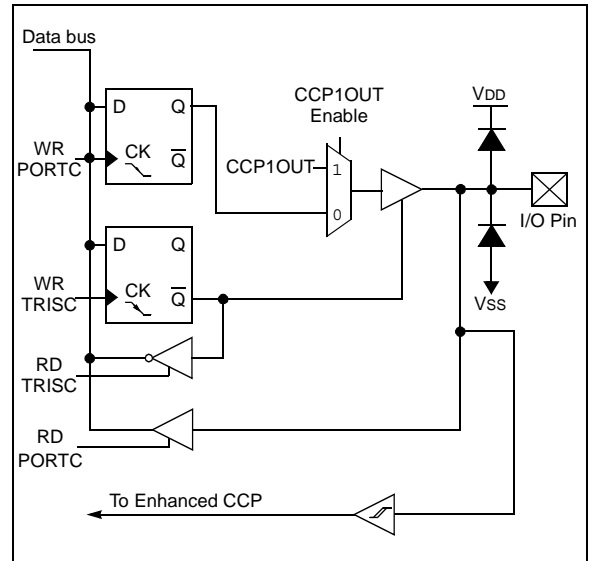 Data bus
D
Q
CK
Q
WR
PORTC
CCP1OUT
Enable
CCP1OUT
1
0
VDD
I/O Pin
VSS
D
Q
CK
Q
WR
TRISC
RD
TRISC
RD
PORTC
To Enhanced CCP